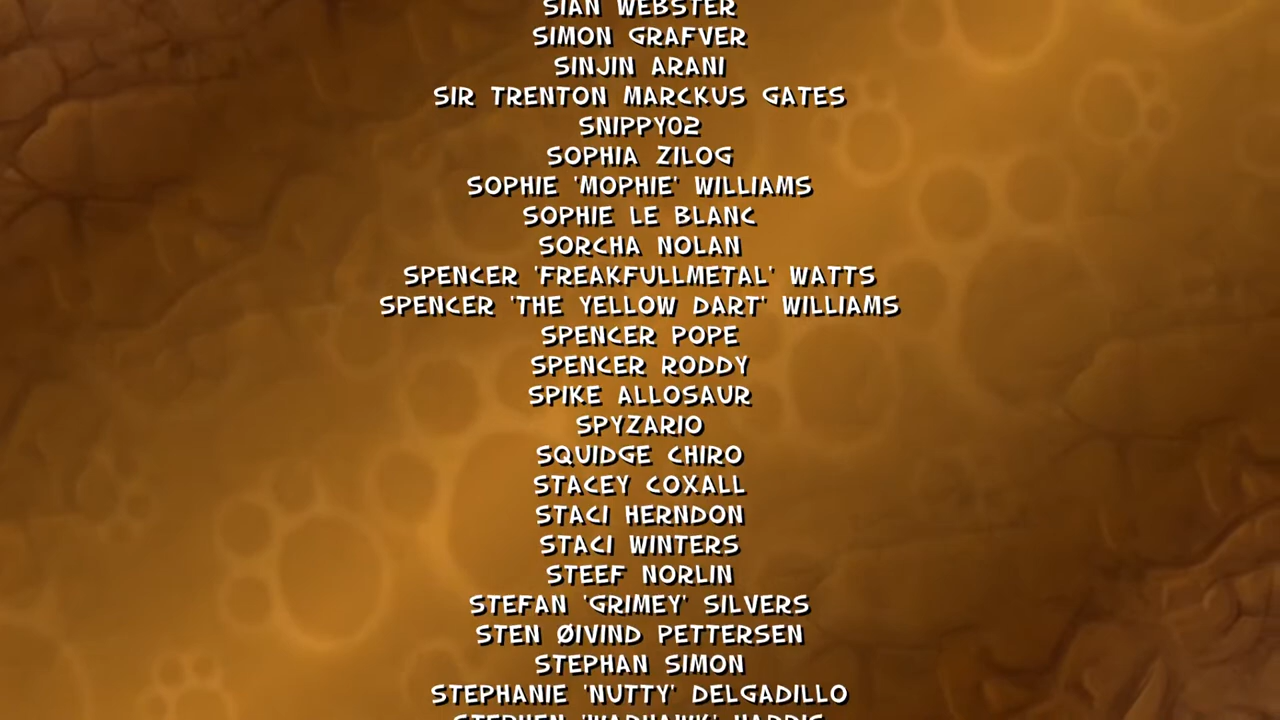 SIAN WEBSTER
SIMON GRAFVER
SINJIN ARANI
SIR TRENTON MARCKUS GATES
SNIPPY02
SOPHIA ZILOG
SOPHIE 'MOPHIE' WILLIAMS
SOPHIE LE BLANC
SORCHA NOLAN
SPENCER 'FREAKFULLMETAL' WATTS
SPENCER 'THE YELLOW DART' WILLIAMS
SPENCER POPE
SPENCER RODDY
SPIKE ALLOSAUR
SPYZARIO
SQUIDGE CHIRO
STACEY COXALL
STACI HERNDON
STACI WINTERS
STEEF NORLIN
STEFAN 'GRIMEY' SILVERS
STEN ØIVIND PETTERSEN
STEPHAN SIMON
STEPHANIE 'NUTTY' DELGADILLO
STEPHEN 'WARHAWK' HARRIS